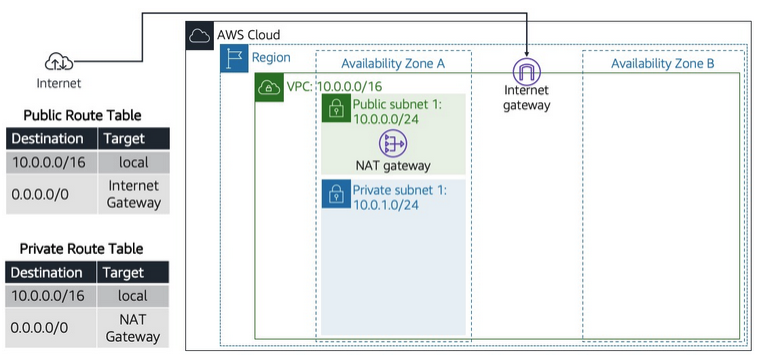 AWS Cloud
Region
Availability Zone A
Availability Zone B
Internet
Internet
gateway
VPC: 10.0.0.0/16
Public subnet 1:
10.0.0.0/24
NAT gateway
Private subnet 1:
10.0.1.0/24
Public Route Table
Destination Target
10.0.0.0/16 local
0.0.0.0/0 Internet
Gateway
Private Route Table
Destination Target
10.0.0.0/16 local
0.0.0.0/0 NAT
Gateway